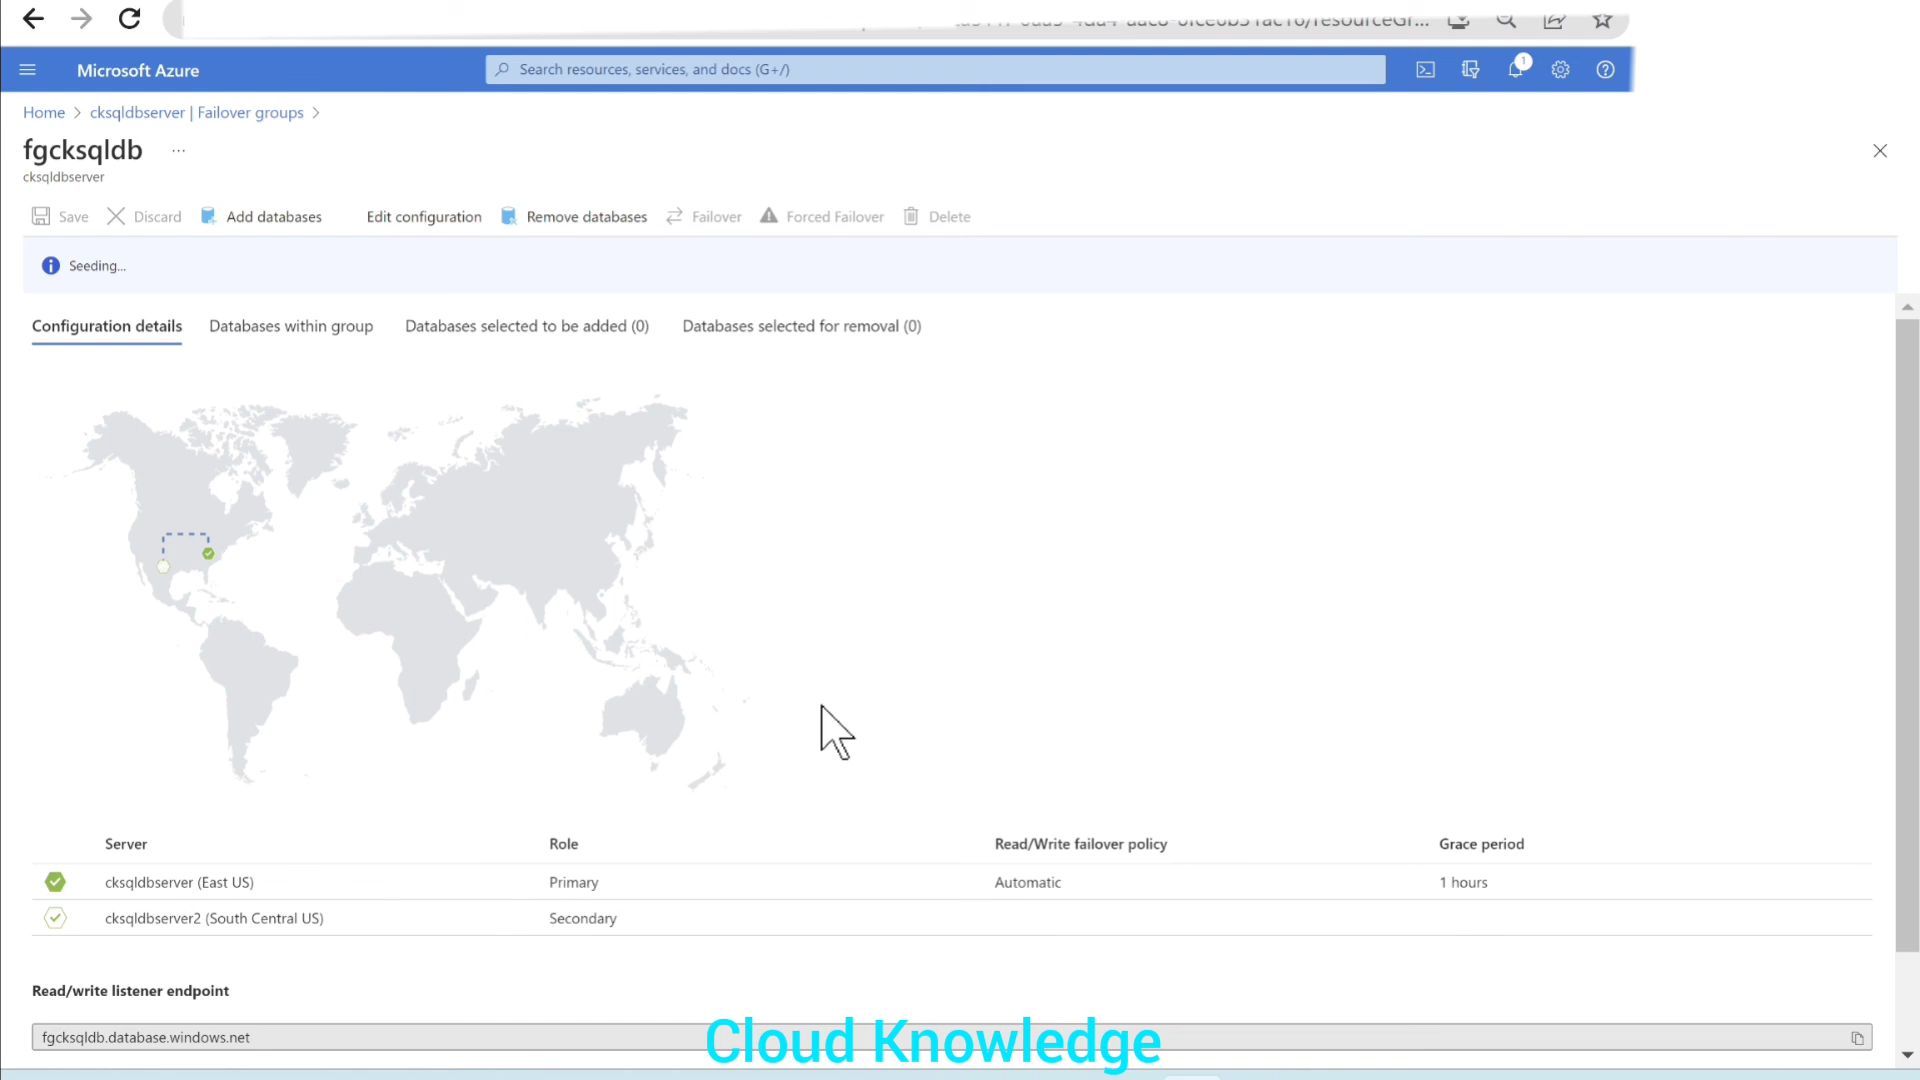 Microsoft Azure
Search resources, services, and docs (G+/)
1
Home > cksqldbserver | Failover groups >
fgcksqldb ...
cksqldbserver
Save Discard Add databases Edit configuration Remove databases Failover Forced Failover Delete
Seeding...
Configuration details Databases within group Databases selected to be added (0) Databases selected for removal (0)
Server Role Read/Write failover policy Grace period
cksqldbserver (East US) Primary Automatic 1 hours
cksqldbserver2 (South Central US) Secondary
Read/write listener endpoint
fgcksqldb.database.windows.net
Cloud Knowledge